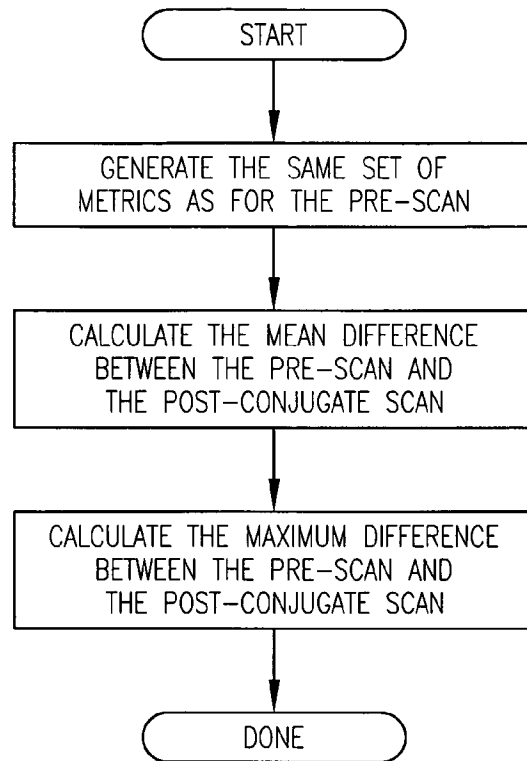 START
GENERATE THE SAME SET OF
METRICS AS FOR THE PRE-SCAN
CALCULATE THE MEAN DIFFERENCE
BETWEEN THE PRE-SCAN AND
THE POST-CONJUGATE SCAN
CALCULATE THE MAXIMUM DIFFERENCE
BETWEEN THE PRE-SCAN AND
THE POST-CONJUGATE SCAN
DONE